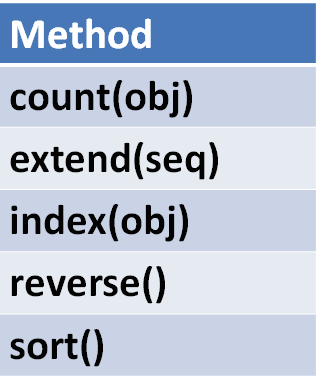 Method
count(obj)
extend(seq)
index(obj)
reverse()
sort()